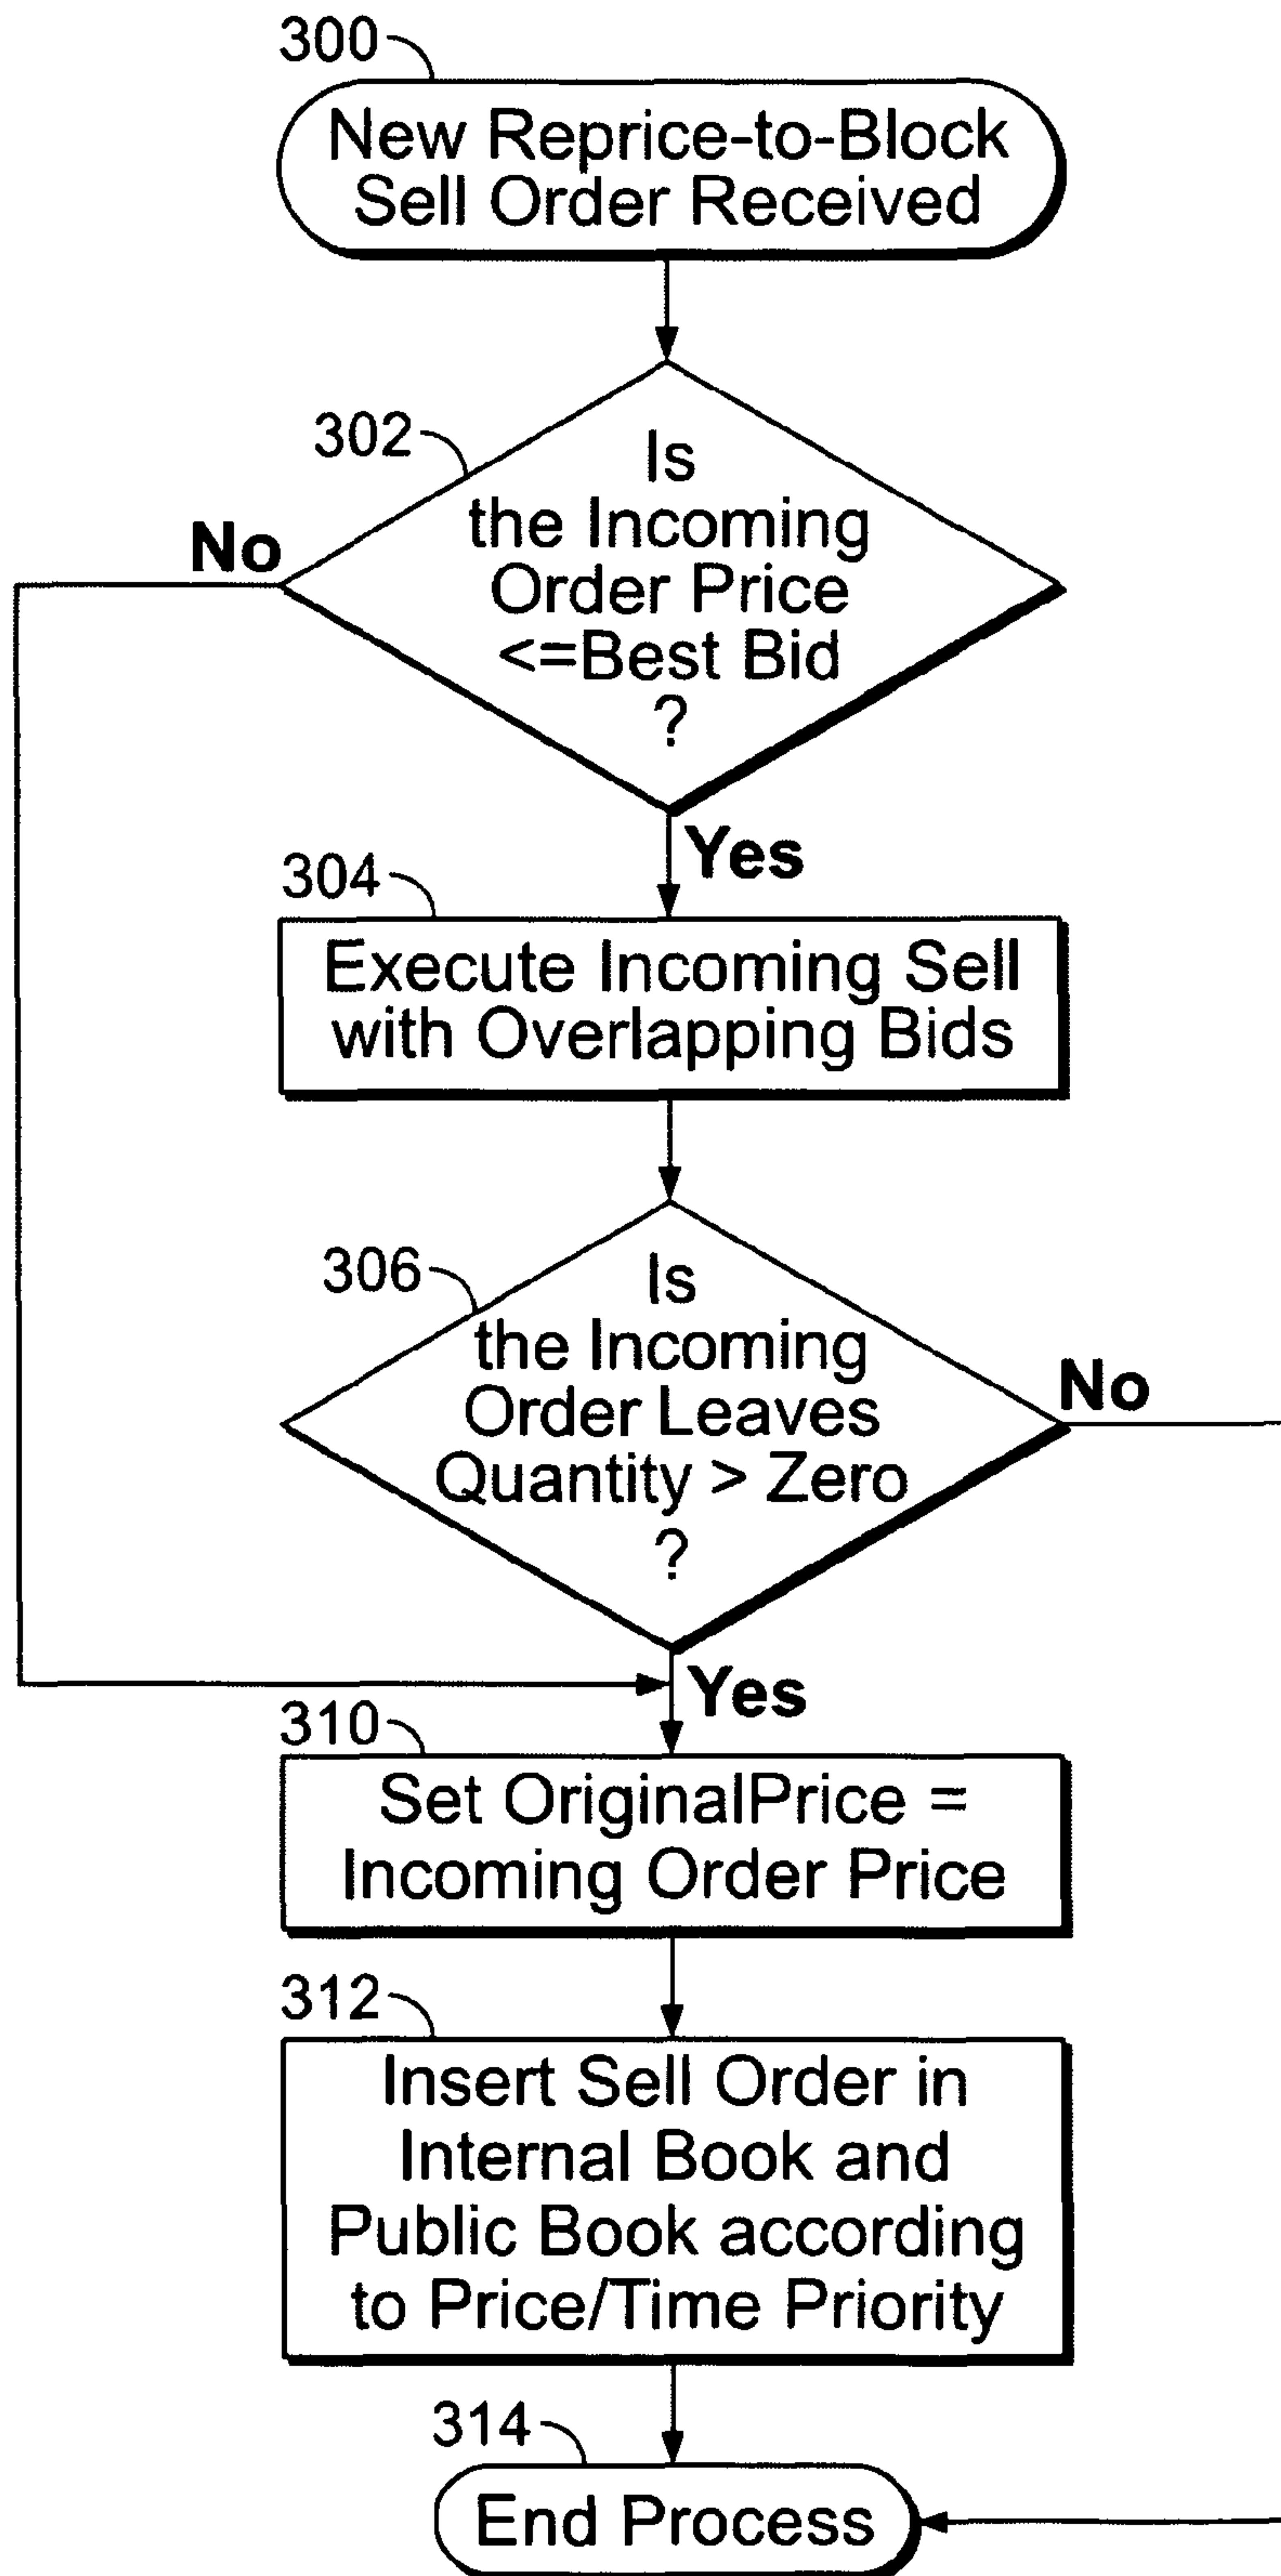 300
New Reprice-to-Block
Sell Order Received
302
Is
the Incoming
Order Price
<=Best Bid
?
No
Yes
304
Execute Incoming Sell
with Overlapping Bids
306
Is
the Incoming
Order Leaves
Quantity > Zero
?
No
Yes
310
Set OriginalPrice =
Incoming Order Price
312
Insert Sell Order in
Internal Book and
Public Book according
to Price/Time Priority
314
End Process